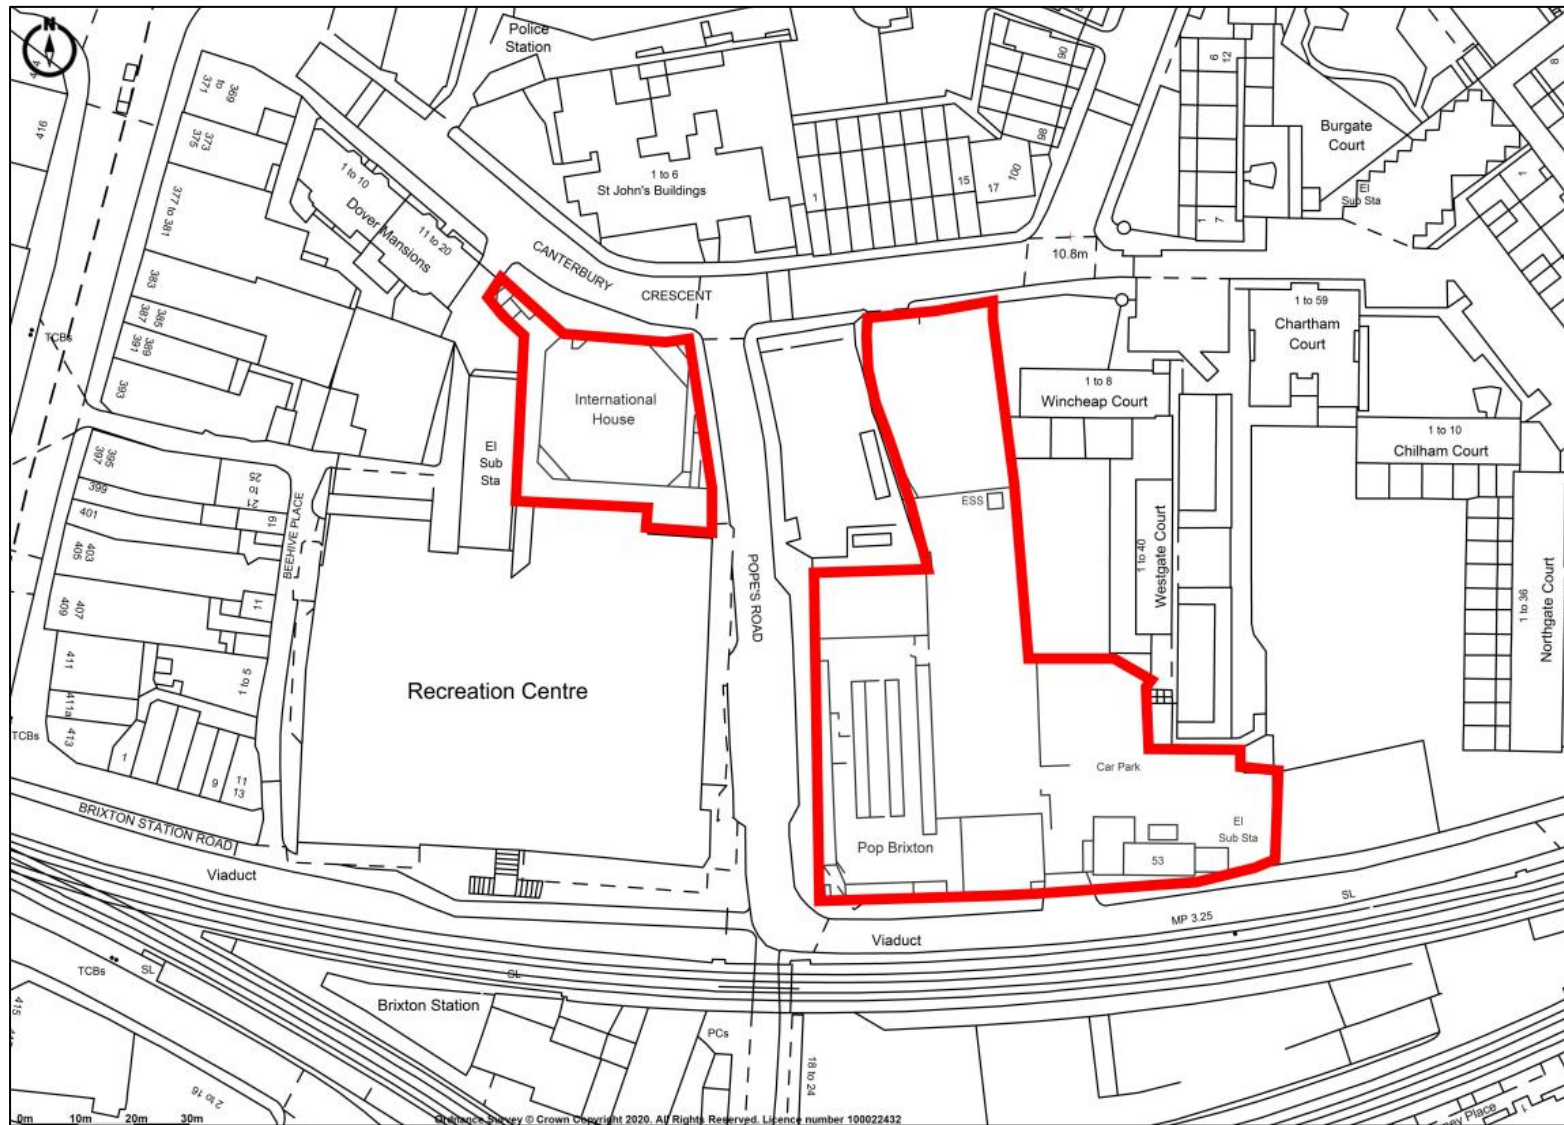 N
Police
Station
416
369
to
371
373
375
377 to 381
383
385
387
389
391
393
1 to 10
Dover Mansions
11 to 20
1 to 6
St John's Buildings
1
15
17
100
98
90
6
12
1
7
Burgate
Court
El
Sub Sta
8
1
CANTERBURY
CRESCENT
10.8m
TCBs
International
House
El
Sub
Sta
1 to 59
Chartham
Court
1 to 8
Wincheap Court
1 to 10
Chilham Court
ESS
1 to 40
Westgate Court
1 to 36
Northgate Court
395
397
399
401
403
405
407
409
411
411a
413
21
to
25
19
11
1 to 5
BEEHIVE PLACE
POPE'S ROAD
Recreation Centre
TCBs
1
9
11
13
Car Park
El
Sub Sta
53
Pop Brixton
BRIXTON STATION ROAD
Viaduct
Viaduct
MP 3.25
SL
SL
SL
TCBs
Brixton Station
PCs
18 to 24
415
2 to 16
0m
10m
20m
30m
Ordnance Survey © Crown Copyright 2020. All Rights Reserved. Licence number 100022432